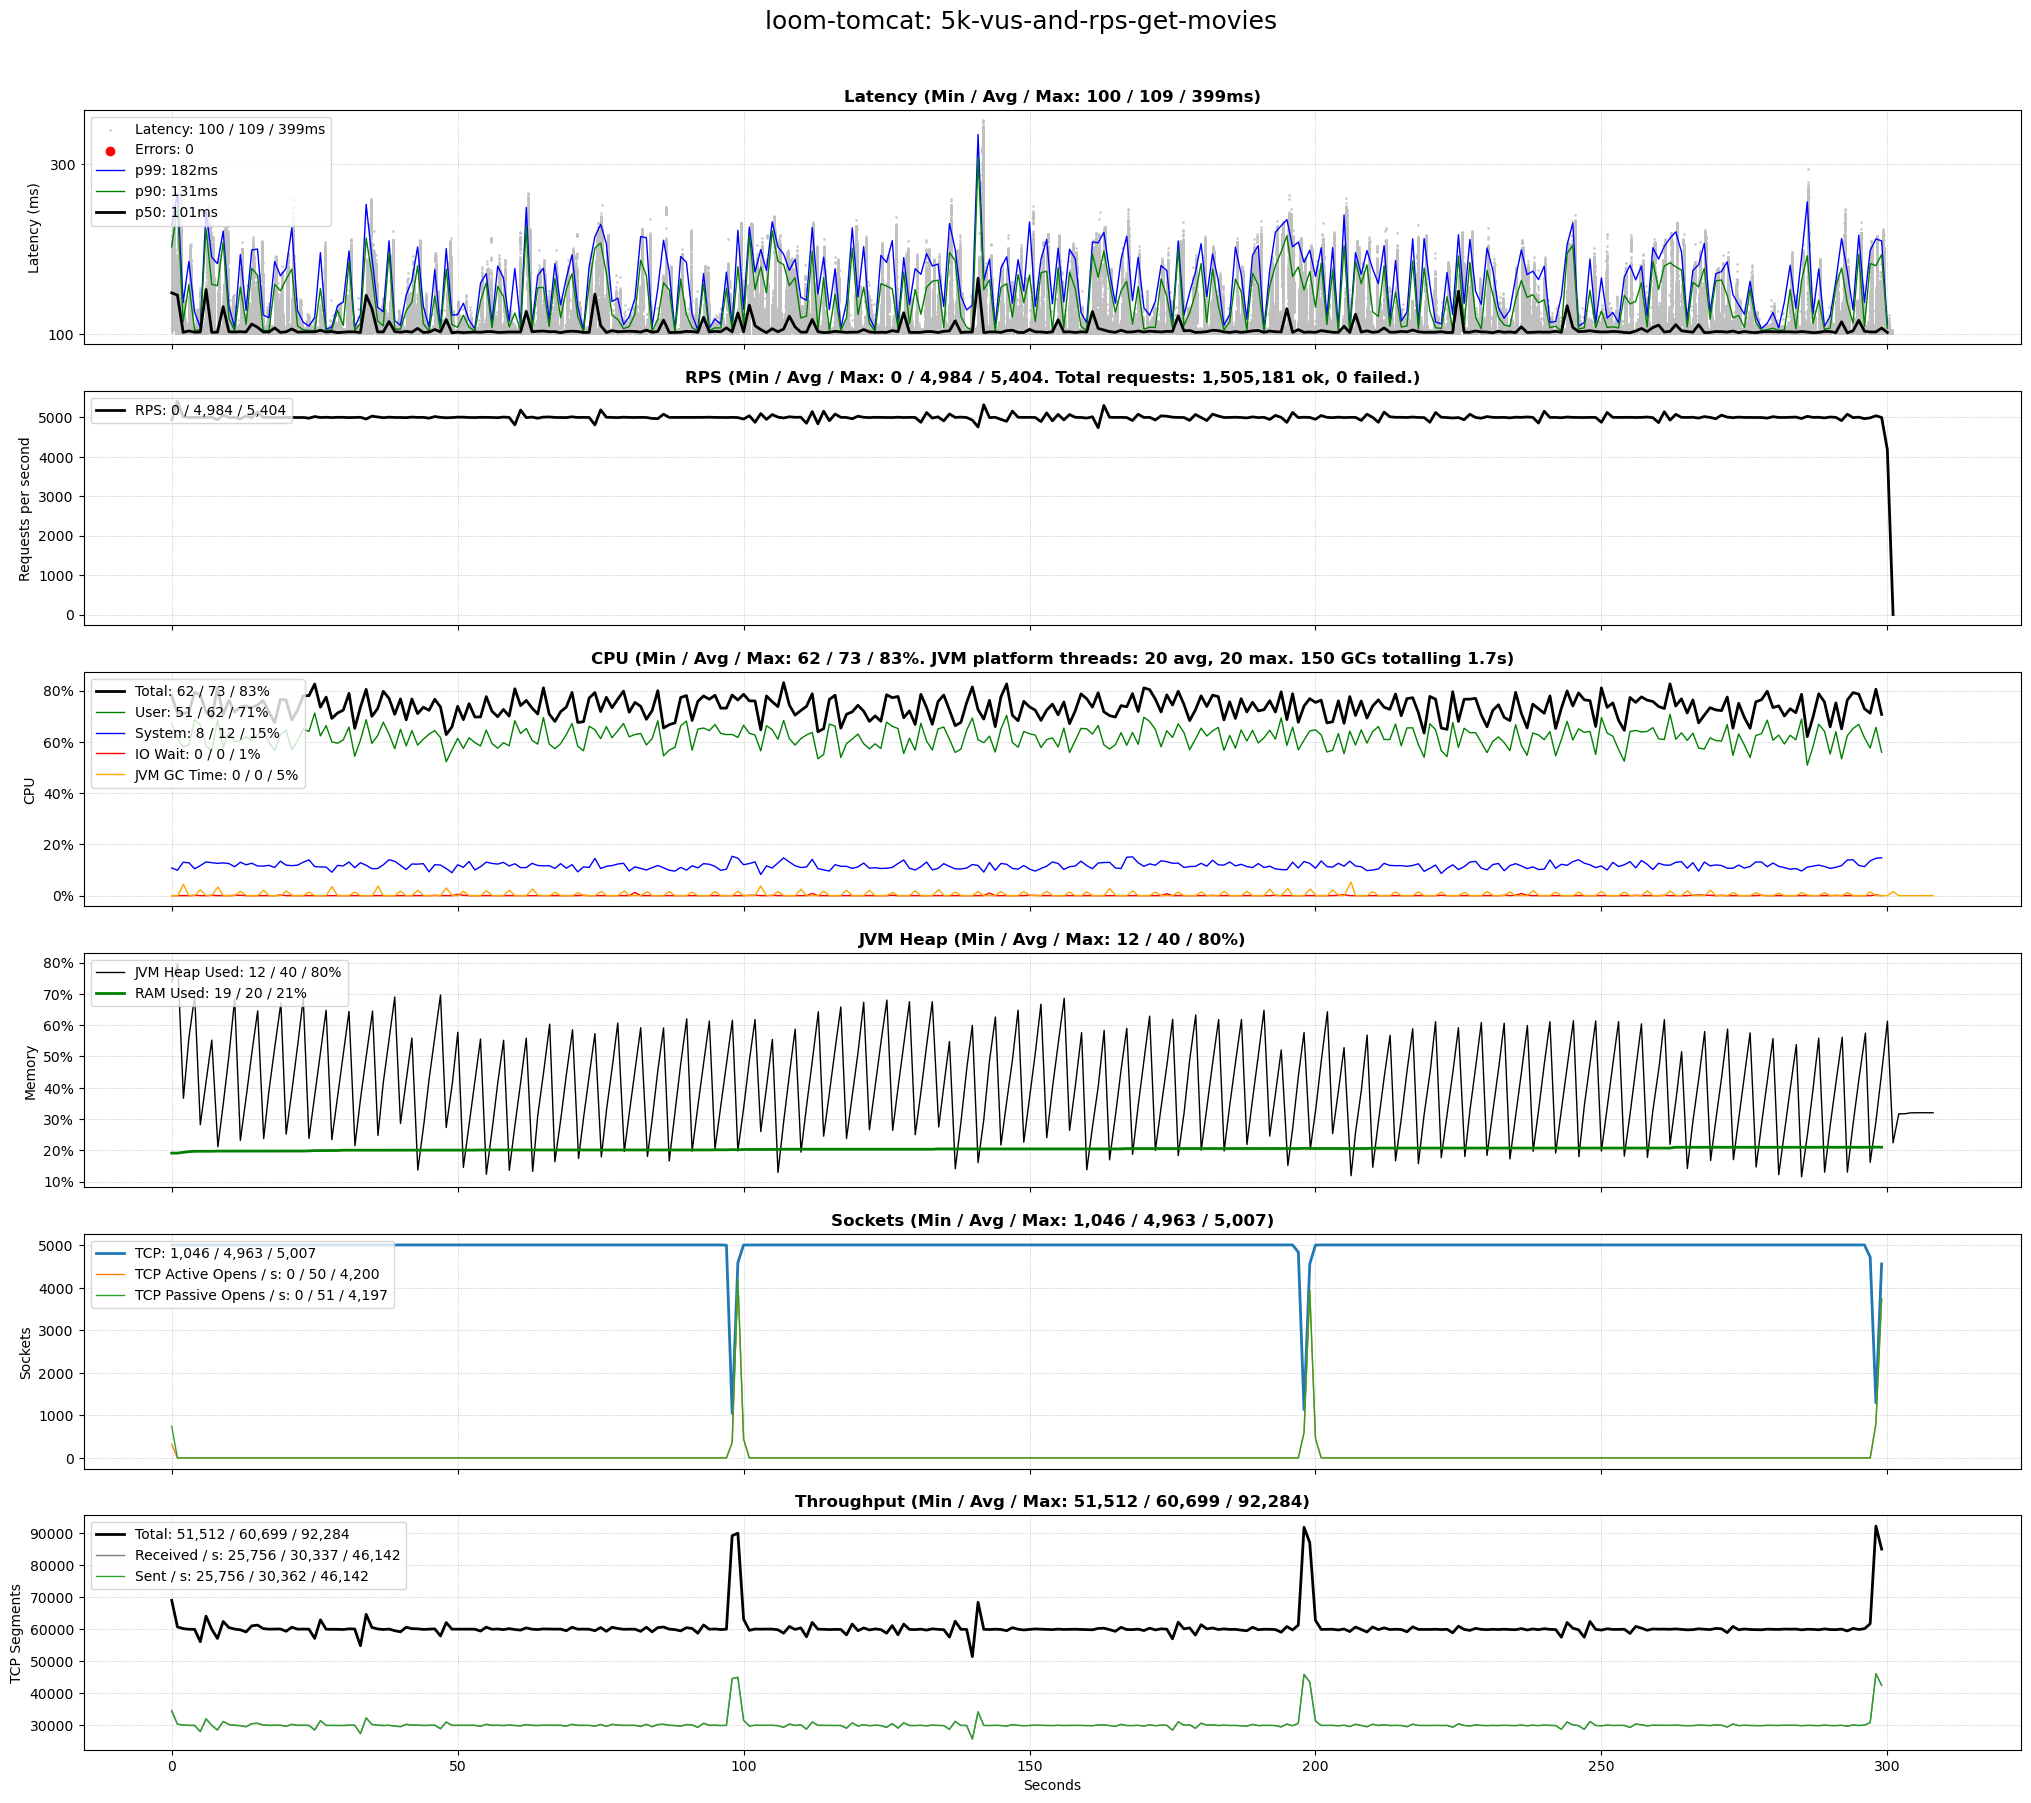 loom-tomcat: 5k-vus-and-rps-get-movies
Latency (Min / Avg / Max: 100 / 109 / 399ms)
Latency: 100 / 109 / 399ms
Errors: 0
p99: 182ms
p90: 131ms
p50: 101ms
300
100
Latency (ms)
RPS (Min / Avg / Max: 0 / 4,984 / 5,404. Total requests: 1,505,181 ok, 0 failed.)
RPS: 0 / 4,984 / 5,404
5000
4000
3000
2000
1000
0
Requests per second
CPU (Min / Avg / Max: 62 / 73 / 83%. JVM platform threads: 20 avg, 20 max. 150 GCs totalling 1.7s)
Total: 62 / 73 / 83%
User: 51 / 62 / 71%
System: 8 / 12 / 15%
IO Wait: 0 / 0 / 1%
JVM GC Time: 0 / 0 / 5%
80%
60%
40%
20%
0%
CPU
JVM Heap (Min / Avg / Max: 12 / 40 / 80%)
JVM Heap Used: 12 / 40 / 80%
RAM Used: 19 / 20 / 21%
80%
70%
60%
50%
40%
30%
20%
10%
Memory
Sockets (Min / Avg / Max: 1,046 / 4,963 / 5,007)
TCP: 1,046 / 4,963 / 5,007
TCP Active Opens / s: 0 / 50 / 4,200
TCP Passive Opens / s: 0 / 51 / 4,197
5000
4000
3000
2000
1000
0
Sockets
Throughput (Min / Avg / Max: 51,512 / 60,699 / 92,284)
Total: 51,512 / 60,699 / 92,284
Received / s: 25,756 / 30,337 / 46,142
Sent / s: 25,756 / 30,362 / 46,142
90000
80000
70000
60000
50000
40000
30000
TCP Segments
0 50 100 150 200 250 300
Seconds